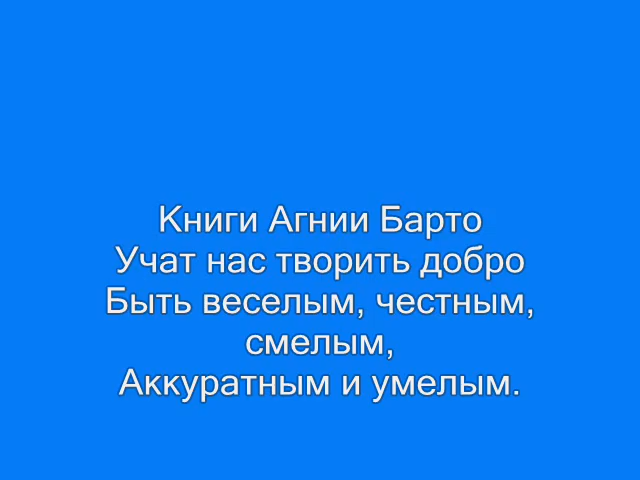 Книги Агнии Барто
Учат нас творить добро
Быть веселым, честным,
смелым,
Аккуратным и умелым.